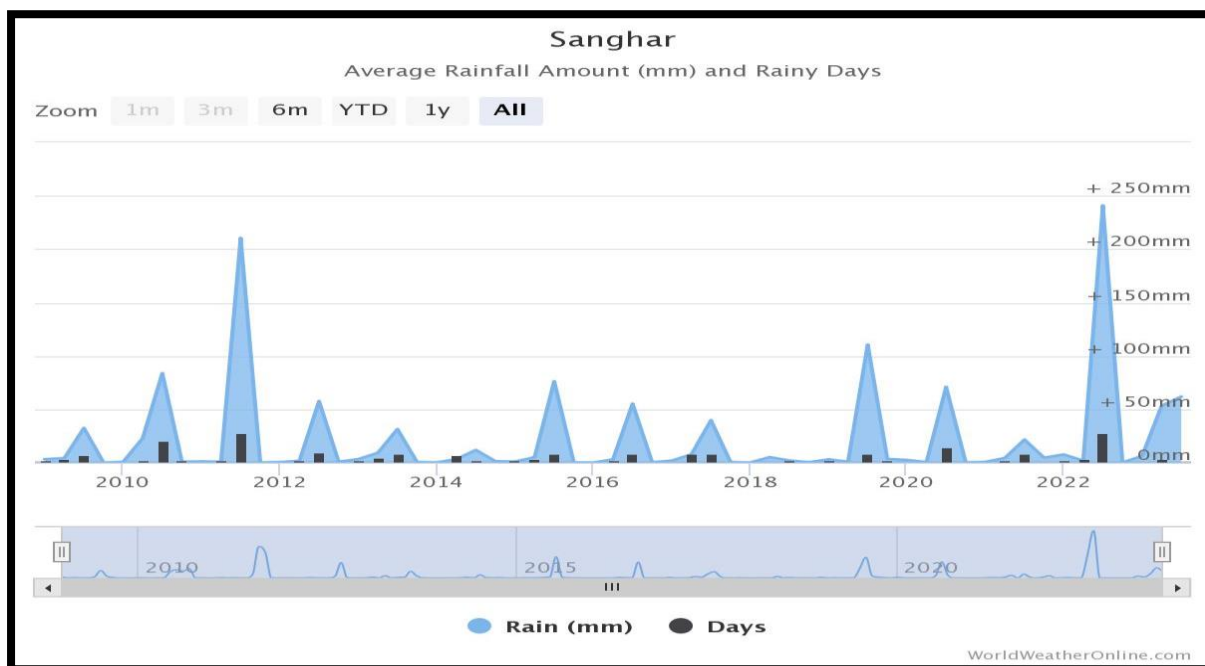 Sanghar
Average Rainfall Amount (mm) and Rainy Days
Zoom 1m 3m 6m YTD 1y All
+ 250mm
+ 200mm
+ 150mm
+ 100mm
+ 50mm
0mm
2010 2012 2014 2016 2018 2020 2022
2010 2015 2020
Rain (mm) Days
WorldWeatherOnline.com